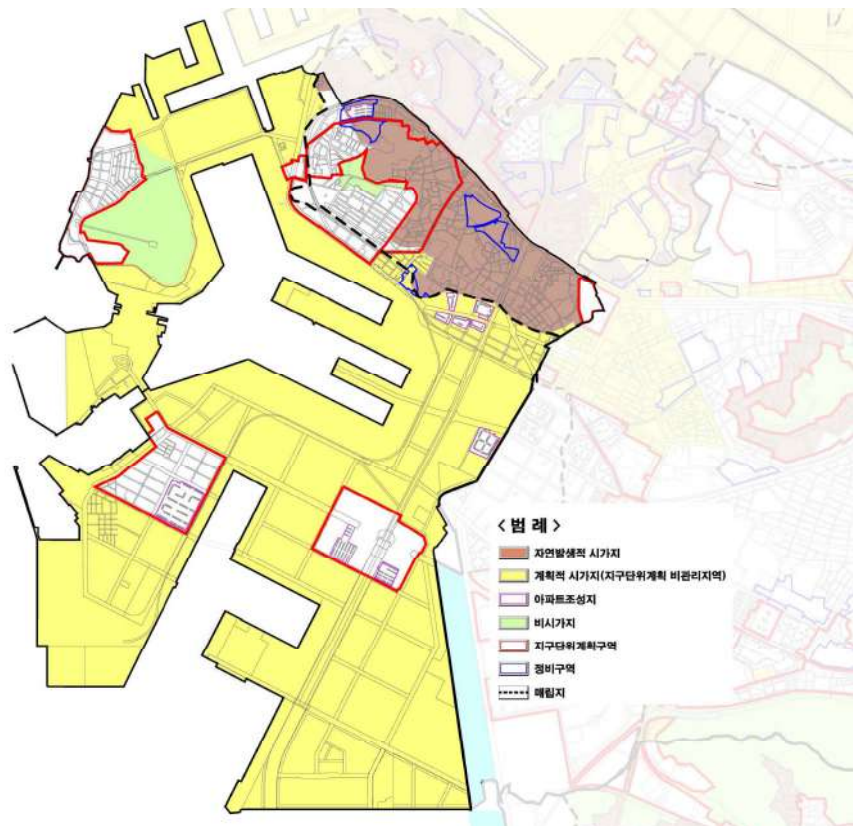 < 범 례 >
자연발생적 시가지
계획적 시가지(지구단위계획 비관리지역)
아파트조성지
비시가지
지구단위계획구역
정비구역
매립지